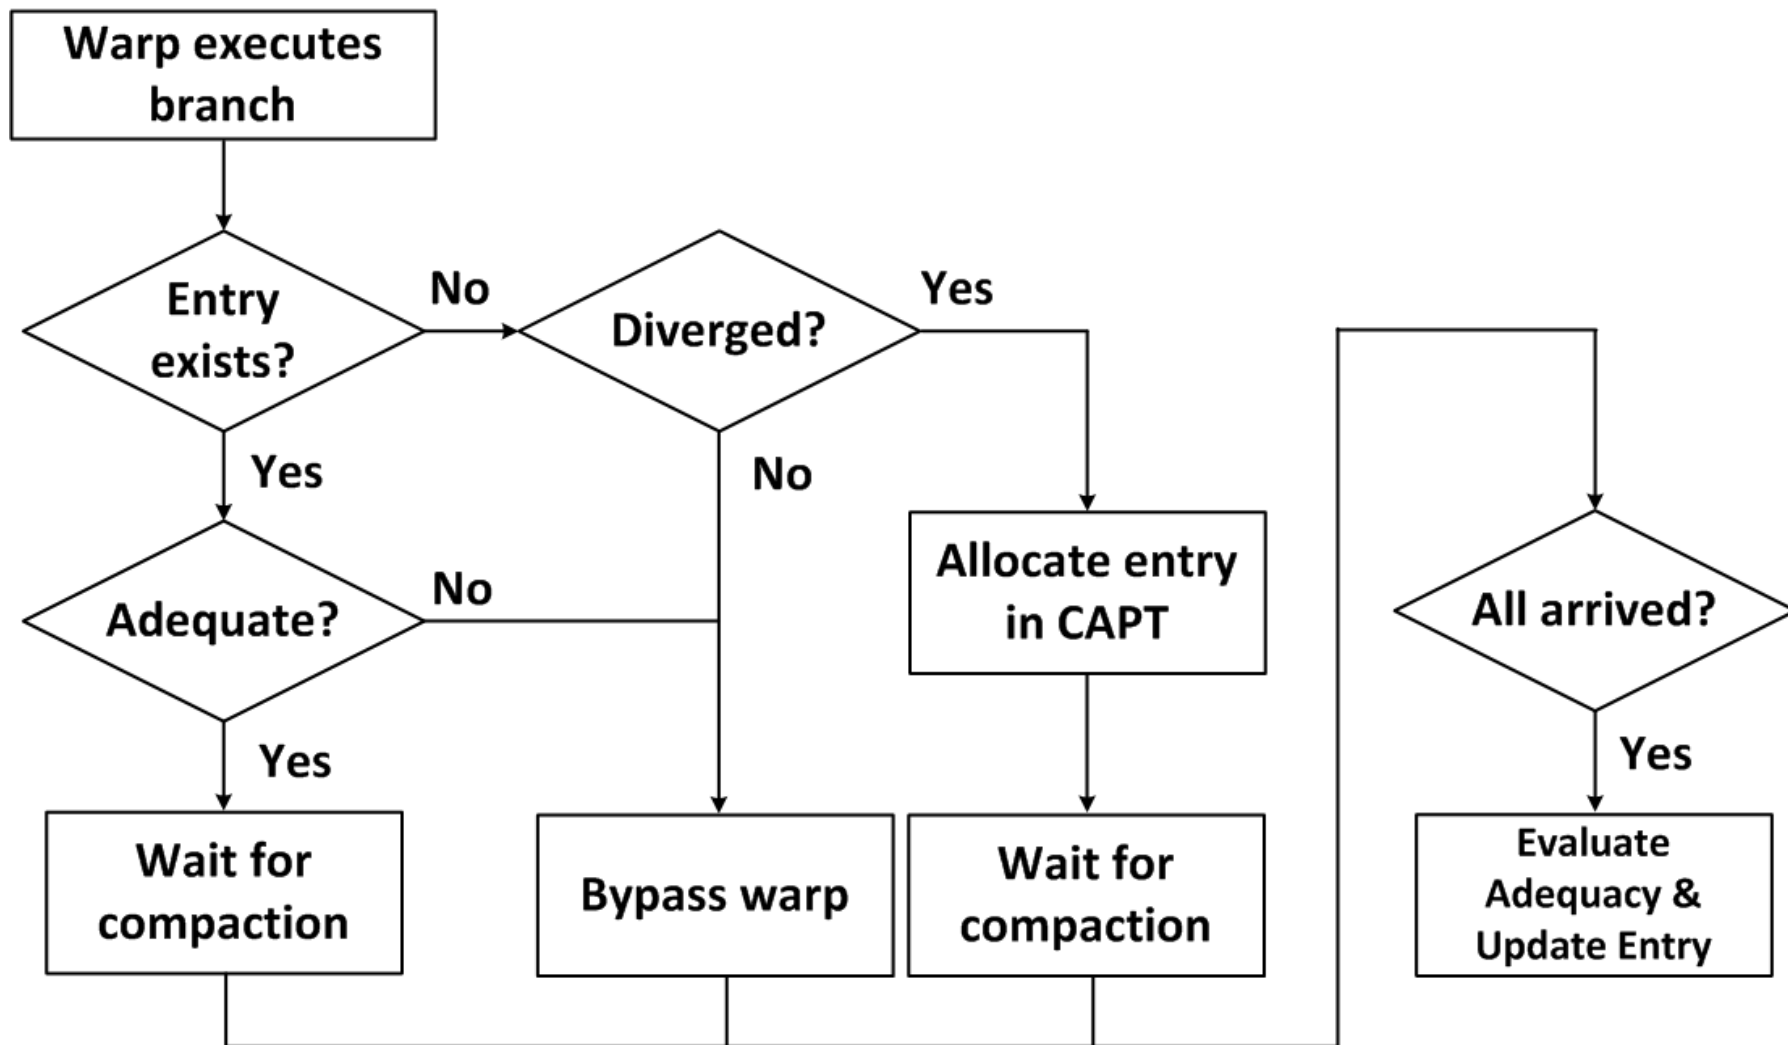 Warp executes
branch
Entry
exists?
No
Diverged?
Yes
Yes
No
Adequate?
No
Allocate entry
in CAPT
All arrived?
Yes
Yes
Wait for
compaction
Bypass warp
Wait for
compaction
Evaluate
Adequacy &
Update Entry